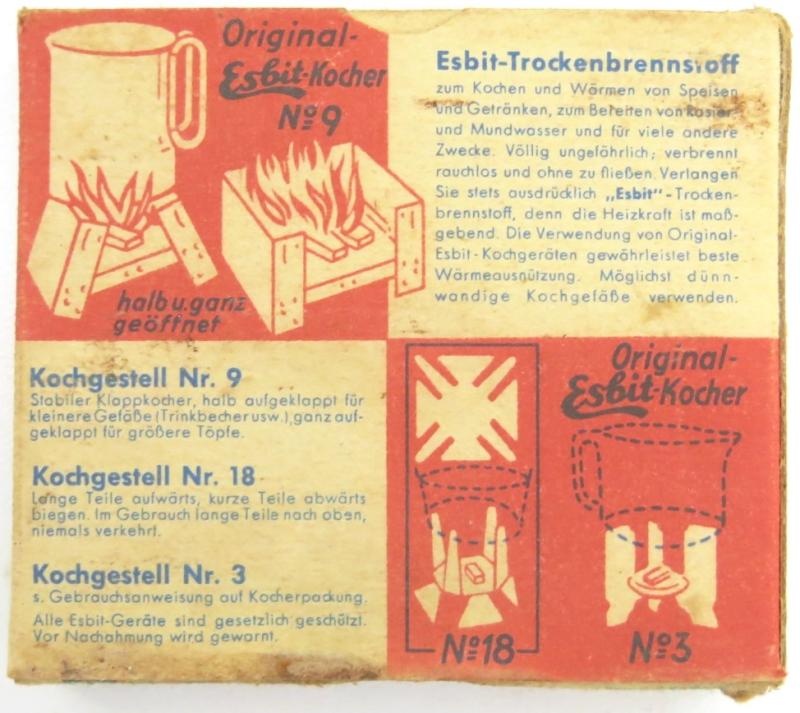 Original-
Esbit-Kocher
No 9
halb u. ganz
geöffnet
Esbit-Trockenbrennstoff
zum Kochen und Wärmen von Speisen
und Getränken, zum Bereiten von Rasier-
und Mundwasser und für viele andere
Zwecke. Völlig ungefährlich; verbrennt
rauchlos und ohne zu fließen. Verlangen
Sie stets ausdrücklich „Esbit"-Trocken-
brennstoff, denn die Heizkraft ist maß-
gebend. Die Verwendung von Original-
Esbit-Kochgeräten gewährleistet beste
Wärmeausnützung. Möglichst dünn-
wandige Kochgefäße verwenden.
Kochgestell Nr. 9
Stabiler Klappkocher, halb aufgeklappt für
kleinere Gefäße (Trinkbecher usw.), ganz auf-
geklappt für größere Töpfe.
Kochgestell Nr. 18
Lange Teile aufwärts, kurze Teile abwärts
biegen. Im Gebrauch lange Teile nach oben,
niemals verkehrt.
Kochgestell Nr. 3
s. Gebrauchsanweisung auf Kocherpackung.
Alle Esbit-Geräte sind gesetzlich geschützt.
Vor Nachahmung wird gewarnt.
No 18
Original-
Esbit-Kocher
No 3